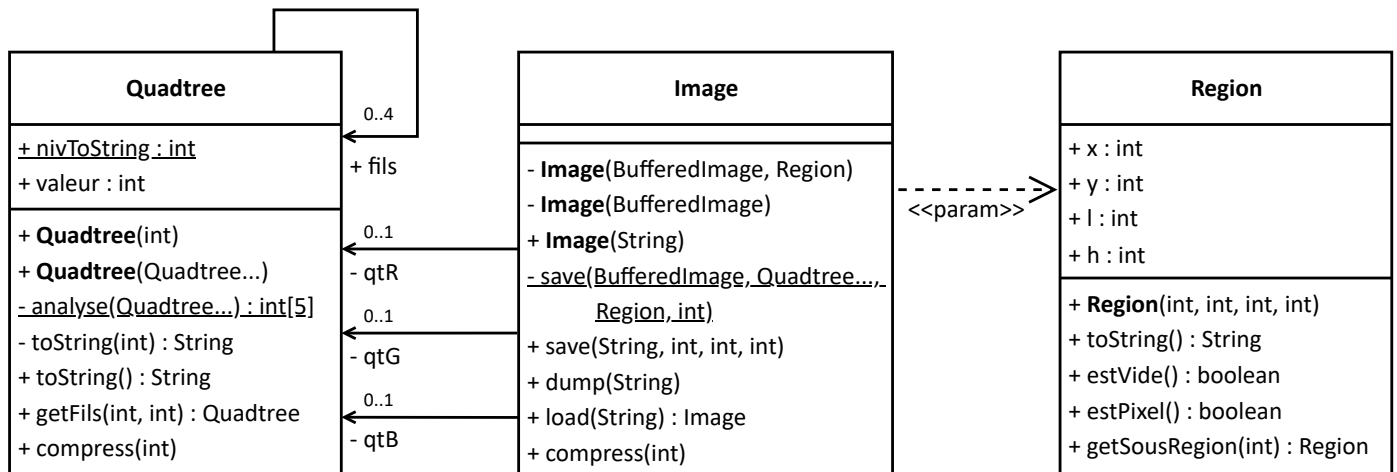 Quadtree
+ nivToString : int
+ valeur : int
+ Quadtree(int)
+ Quadtree(Quadtree...)
- analyse(Quadtree...) : int[5]
- toString(int) : String
+ toString() : String
+ getFils(int, int) : Quadtree
+ compress(int)
0..4
+ fils
0..1
- qtR
0..1
- qtG
0..1
- qtB
Image
- Image(BufferedImage, Region)
- Image(BufferedImage)
+ Image(String)
- save(BufferedImage, Quadtree...,
Region, int)
+ save(String, int, int, int)
+ dump(String)
+ load(String) : Image
+ compress(int)
<<param>>
Region
+ x : int
+ y : int
+ l : int
+ h : int
+ Region(int, int, int, int)
+ toString() : String
+ estVide() : boolean
+ estPixel() : boolean
+ getSousRegion(int) : Region